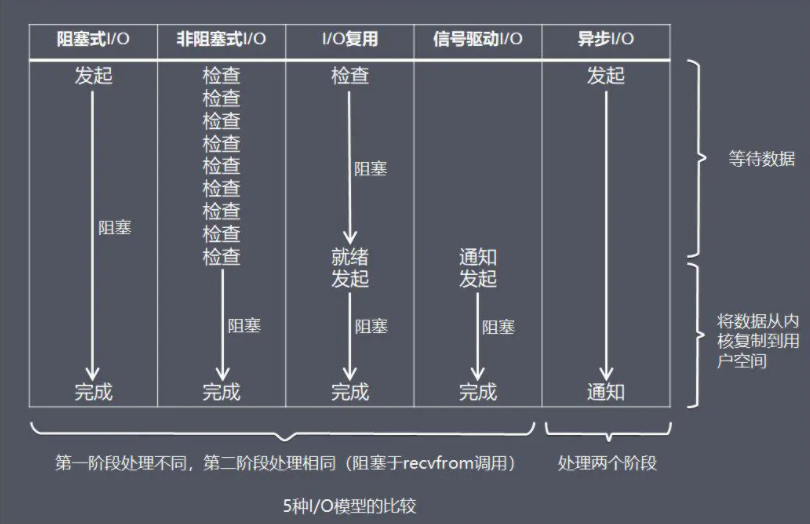 阻塞式I/O 非阻塞式I/O I/O复用 信号驱动I/O 异步I/O
发起 检查 检查 发起
检查
检查
检查
检查
检查
检查
检查
检查 就绪 通知
发起 发起
阻塞
阻塞
阻塞 阻塞 阻塞
完成 完成 完成 完成 通知
等待数据
将数据从内
核复制到用
户空间
第一阶段处理不同，第二阶段处理相同（阻塞于recvfrom调用）
处理两个阶段
5种I/O模型的比较